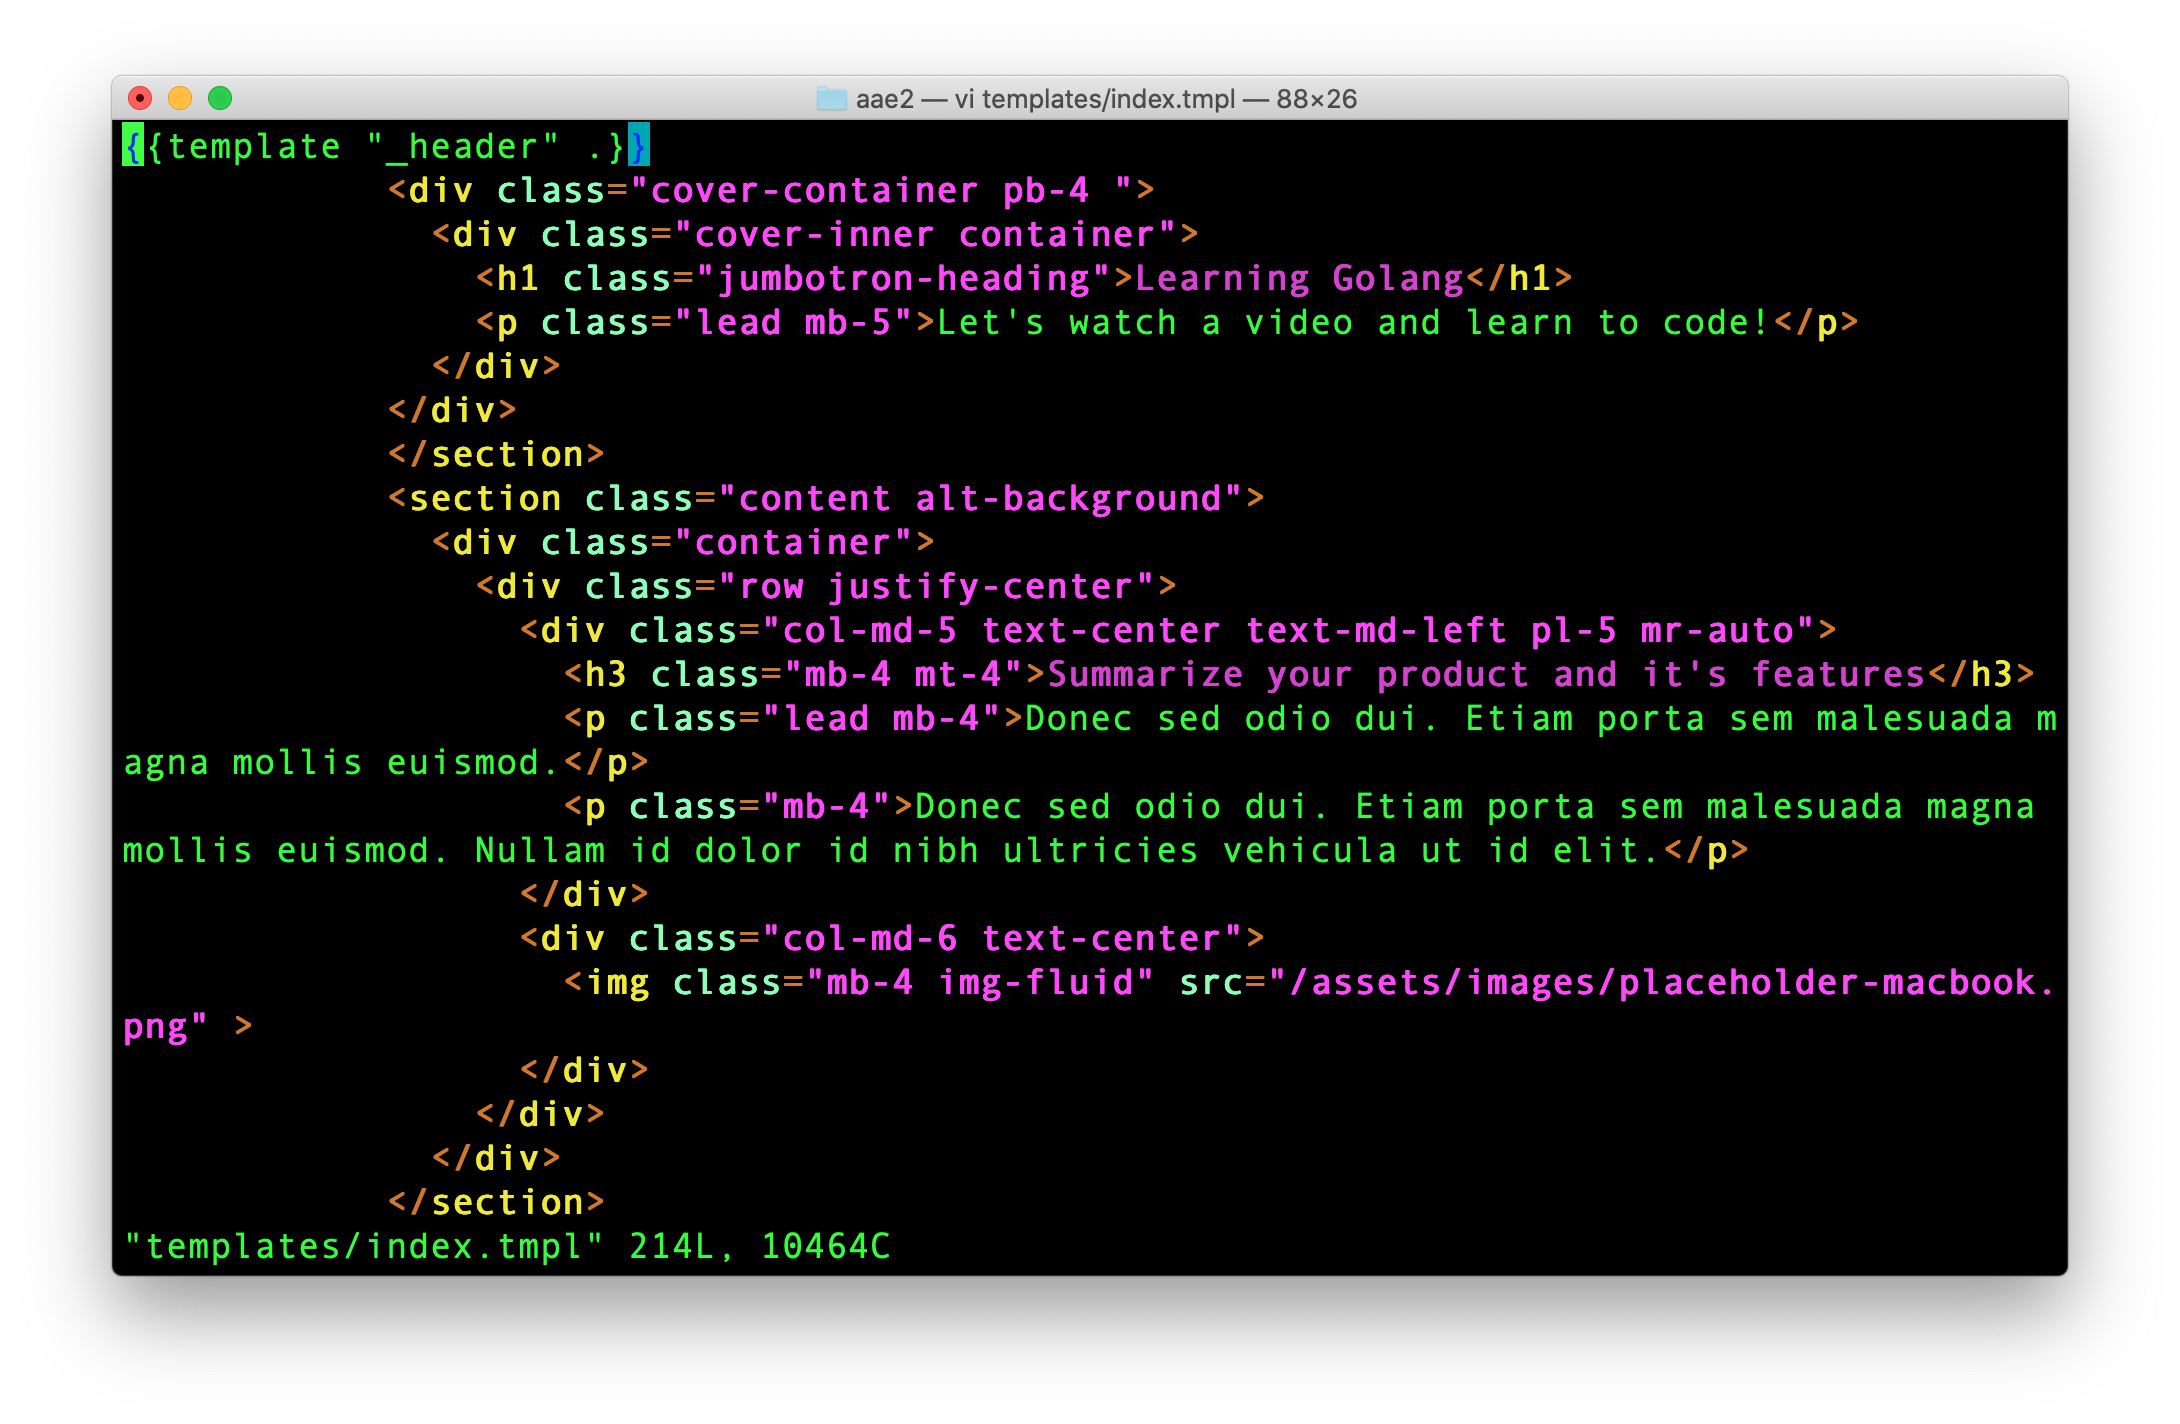 aae2 — vi templates/index.tmpl — 88×26
{{template "_header" .}}
            <div class="cover-container pb-4 ">
              <div class="cover-inner container">
                <h1 class="jumbotron-heading">Learning Golang</h1>
                <p class="lead mb-5">Let's watch a video and learn to code!</p>
              </div>
            </div>
            </section>
            <section class="content alt-background">
              <div class="container">
                <div class="row justify-center">
                  <div class="col-md-5 text-center text-md-left pl-5 mr-auto">
                    <h3 class="mb-4 mt-4">Summarize your product and it's features</h3>
                    <p class="lead mb-4">Donec sed odio dui. Etiam porta sem malesuada m
agna mollis euismod.</p>
                    <p class="mb-4">Donec sed odio dui. Etiam porta sem malesuada magna
mollis euismod. Nullam id dolor id nibh ultricies vehicula ut id elit.</p>
                  </div>
                  <div class="col-md-6 text-center">
                    <img class="mb-4 img-fluid" src="/assets/images/placeholder-macbook.
png" >
                  </div>
                </div>
              </div>
            </section>
"templates/index.tmpl" 214L, 10464C